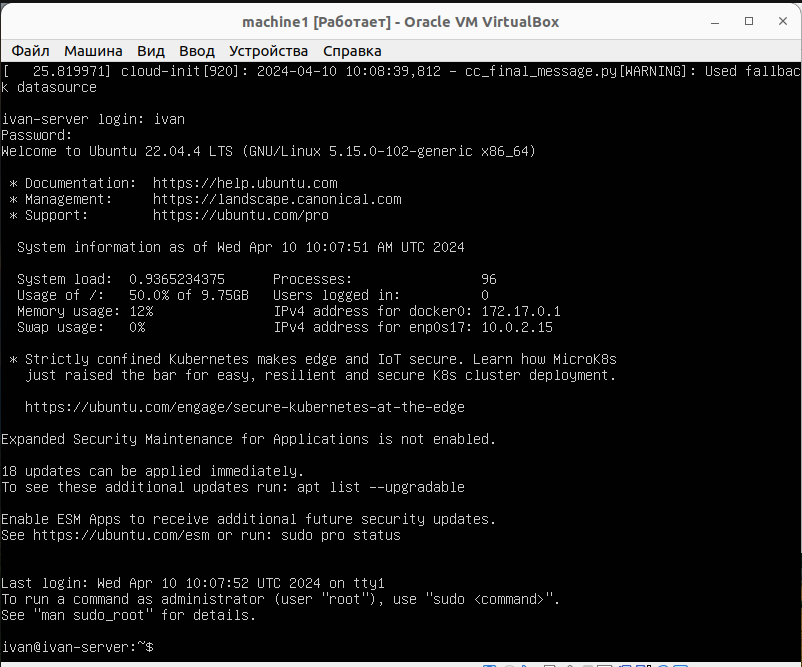 machine1 [Работает] - Oracle VM VirtualBox
Файл Машина Вид Ввод Устройства Справка
[   25.819971] cloud-init[920]: 2024-04-10 10:08:39,812 - cc_final_message.py[WARNING]: Used fallbac
k datasource
ivan-server login: ivan
Password:
Welcome to Ubuntu 22.04.4 LTS (GNU/Linux 5.15.0-102-generic x86_64)
 * Documentation:  https://help.ubuntu.com
 * Management:     https://landscape.canonical.com
 * Support:        https://ubuntu.com/pro
  System information as of Wed Apr 10 10:07:51 AM UTC 2024
  System load:  0.9365234375      Processes:                96
  Usage of /:   50.0% of 9.75GB   Users logged in:          0
  Memory usage: 12%               IPv4 address for docker0: 172.17.0.1
  Swap usage:   0%                IPv4 address for enp0s17: 10.0.2.15
 * Strictly confined Kubernetes makes edge and IoT secure. Learn how MicroK8s
   just raised the bar for easy, resilient and secure K8s cluster deployment.
   https://ubuntu.com/engage/secure-kubernetes-at-the-edge
Expanded Security Maintenance for Applications is not enabled.
18 updates can be applied immediately.
To see these additional updates run: apt list --upgradable
Enable ESM Apps to receive additional future security updates.
See https://ubuntu.com/esm or run: sudo pro status
Last login: Wed Apr 10 10:07:52 UTC 2024 on tty1
To run a command as administrator (user "root"), use "sudo <command>".
See "man sudo_root" for details.
ivan@ivan-server:~$